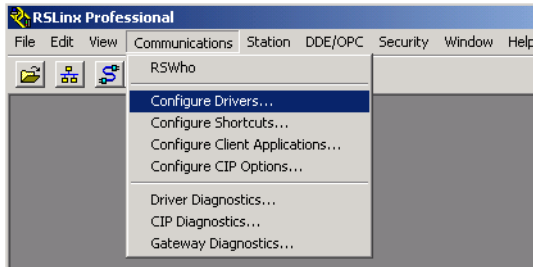 RSLinx Professional
File Edit View Communications Station DDE/OPC Security Window Help
RSWho
Configure Drivers...
Configure Shortcuts...
Configure Client Applications...
Configure CIP Options...
Driver Diagnostics...
CIP Diagnostics...
Gateway Diagnostics...